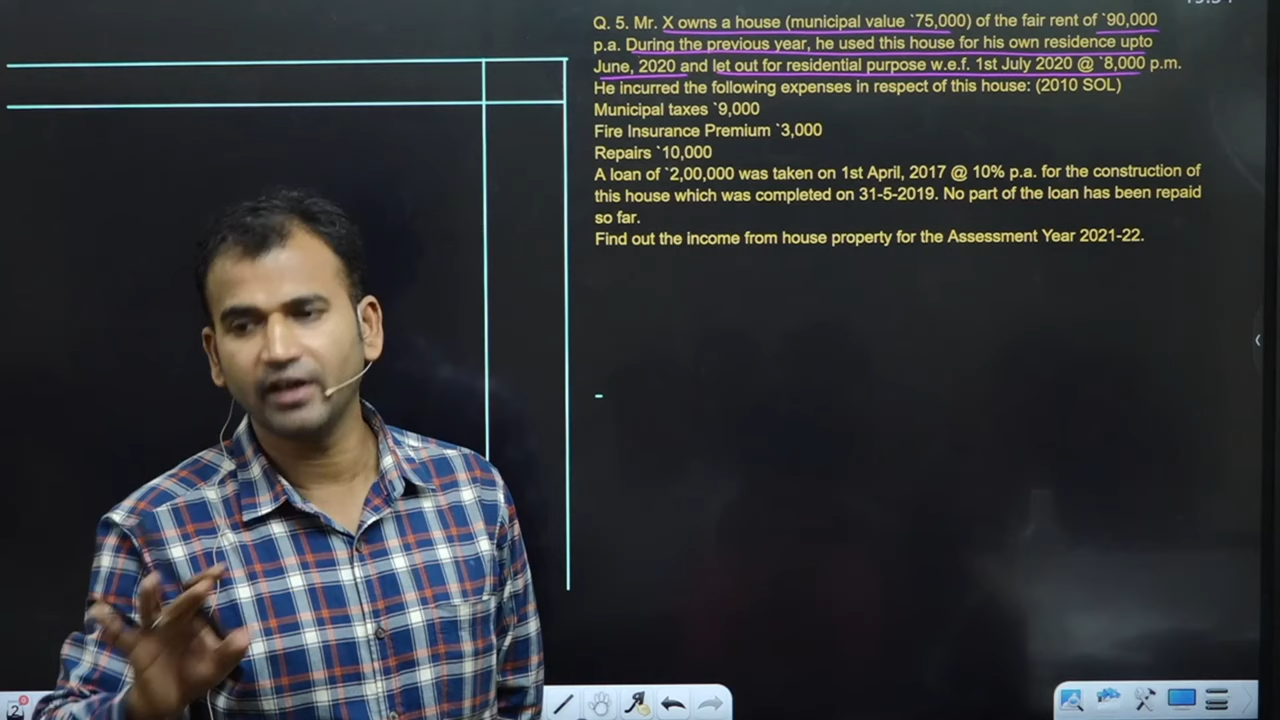 Q. 5. Mr. X owns a house (municipal value `75,000) of the fair rent of `90,000
p.a. During the previous year, he used this house for his own residence upto
June, 2020 and let out for residential purpose w.e.f. 1st July 2020 @ `8,000 p.m.
He incurred the following expenses in respect of this house: (2010 SOL)
Municipal taxes `9,000
Fire Insurance Premium `3,000
Repairs `10,000
A loan of `2,00,000 was taken on 1st April, 2017 @ 10% p.a. for the construction of
this house which was completed on 31-5-2019. No part of the loan has been repaid
so far.
Find out the income from house property for the Assessment Year 2021-22.
2